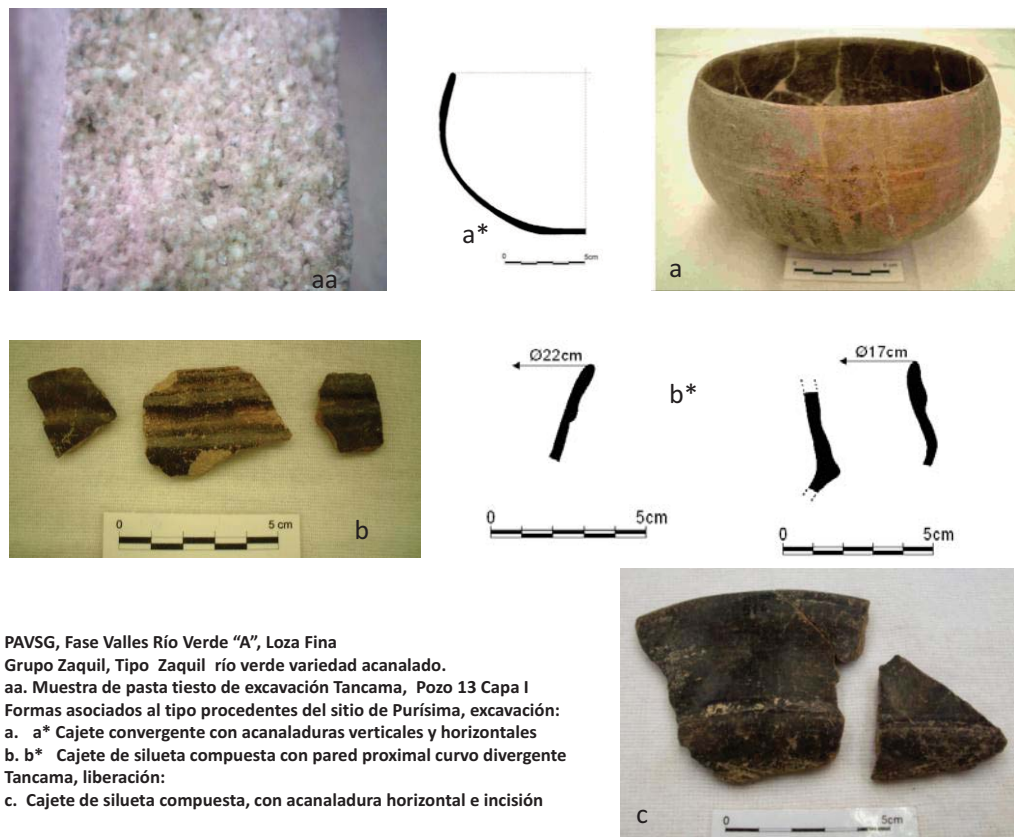 aa
a*
0
5cm
a
0
5 cm
Ø22cm
b*
Ø17cm
0
5 cm
b
0
5cm
0
5cm
PAVSG, Fase Valles Río Verde “A”, Loza Fina
Grupo Zaquil, Tipo Zaquil río verde variedad acanalado.
aa. Muestra de pasta tiesto de excavación Tancama, Pozo 13 Capa I
Formas asociados al tipo procedentes del sitio de Purísima, excavación:
a. a* Cajete convergente con acanaladuras verticales y horizontales
b. b* Cajete de silueta compuesta con pared proximal curvo divergente
Tancama, liberación:
c. Cajete de silueta compuesta, con acanaladura horizontal e incisión
c
0
5cm